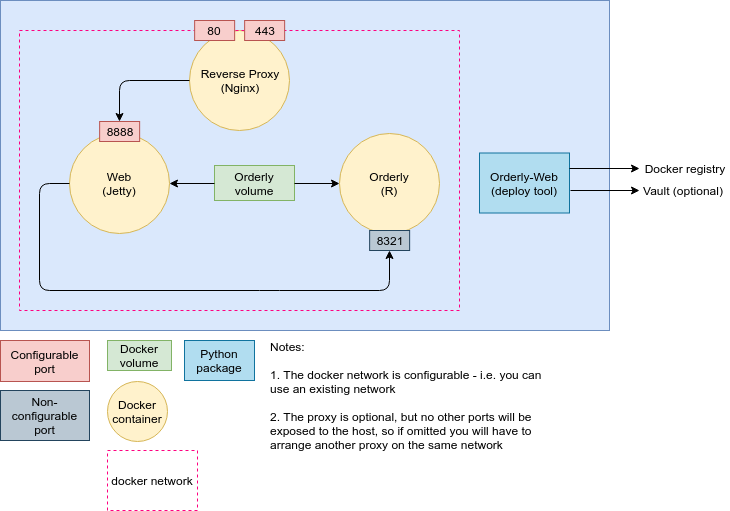 80
443
Reverse Proxy
(Nginx)
8888
Web
(Jetty)
Orderly
volume
Orderly
(R)
8321
Orderly-Web
(deploy tool)
Docker registry
Vault (optional)
Configurable
port
Docker
volume
Python
package
Non-
configurable
port
Docker
container
docker network
Notes:
1. The docker network is configurable - i.e. you can
use an existing network
2. The proxy is optional, but no other ports will be
exposed to the host, so if omitted you will have to
arrange another proxy on the same network